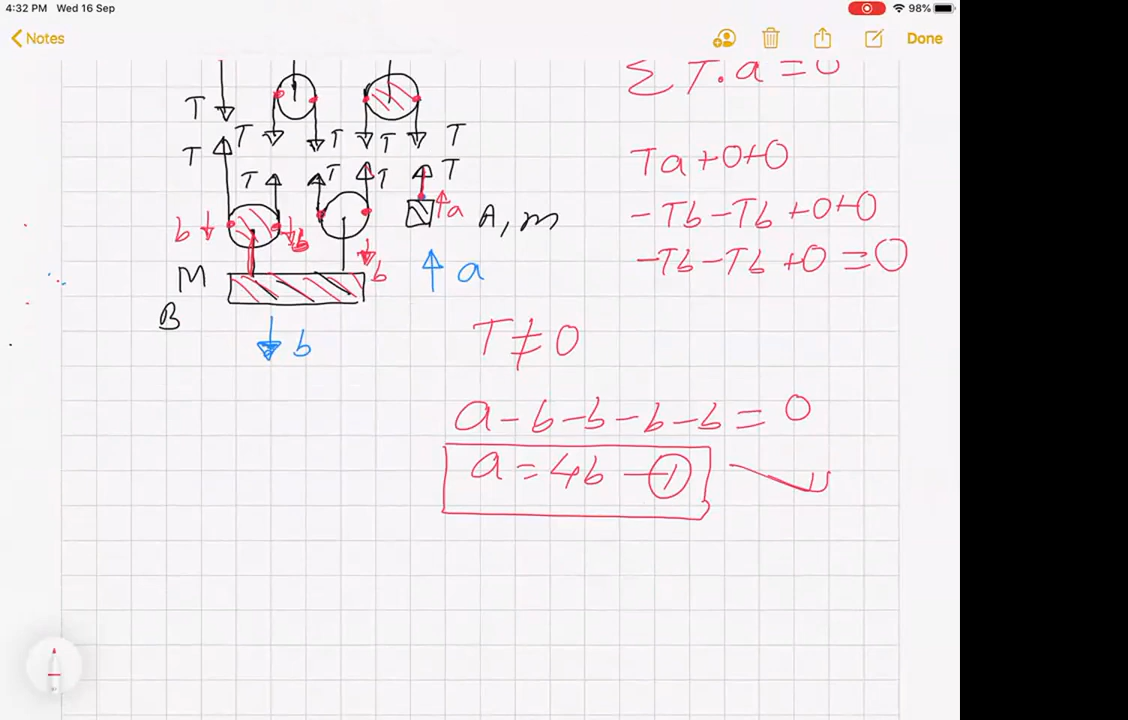 4:32 PM Wed 16 Sep
98%
Notes
Done
Σ T.a = 0
T
T T T T
T
T T T T
b b a A, m
b
M
a
B
b
Ta + 0 + 0
- Tb - Tb + 0 + 0
- Tb - Tb + 0 = 0
T ≠ 0
a - b - b - b - b = 0
a = 4b - ①